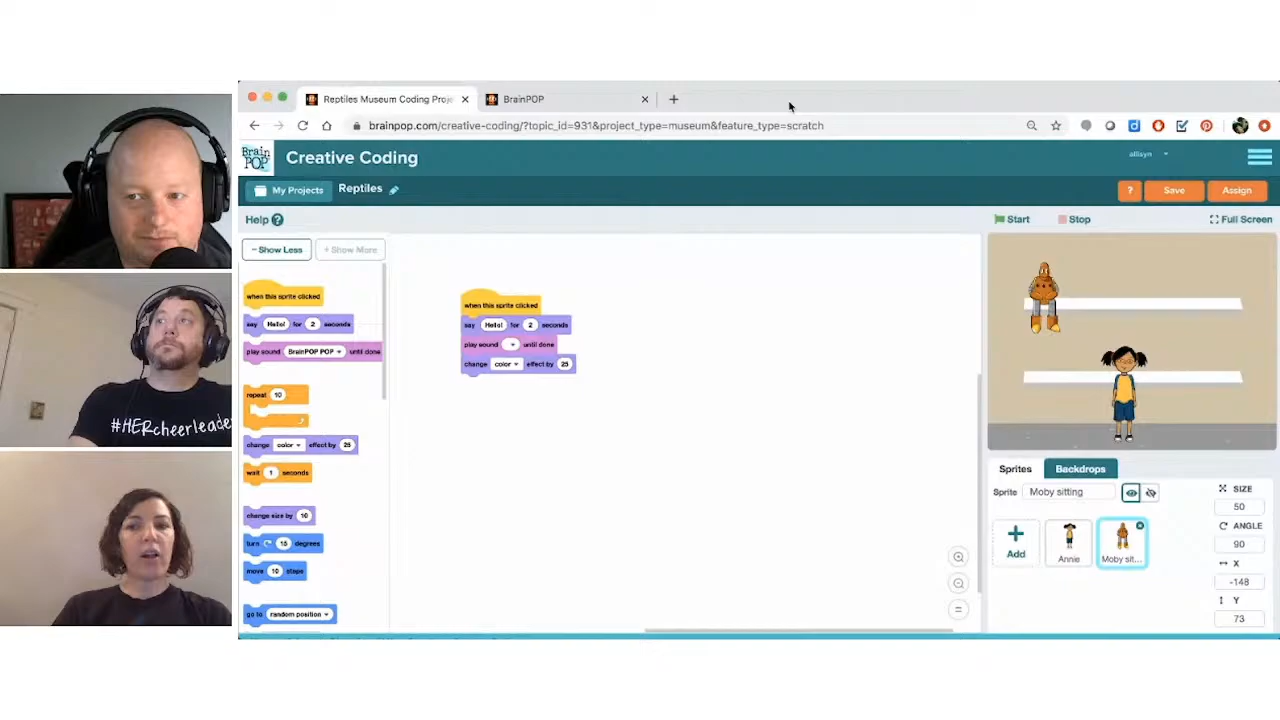 Reptiles Museum Coding Proje
BrainPOP
brainpop.com/creative-coding/?topic_id=931&project_type=museum&feature_type=scratch
Brain
POP
Creative Coding
allisyn
My Projects
Reptiles
?
Save
Assign
Help ?
Start
Stop
Full Screen
- Show Less
+ Show More
when this sprite clicked
say Hello! for 2 seconds
play sound BrainPOP POP until done
repeat 10
change color effect by 25
wait 1 seconds
change size by 10
turn 15 degrees
move 10 steps
go to random position
when this sprite clicked
say Hello! for 2 seconds
play sound until done
change color effect by 25
#HERcheerleade
Sprites
Backdrops
Sprite Moby sitting
+
Add
Annie
Moby sit...
SIZE
50
ANGLE
90
X
-148
Y
73